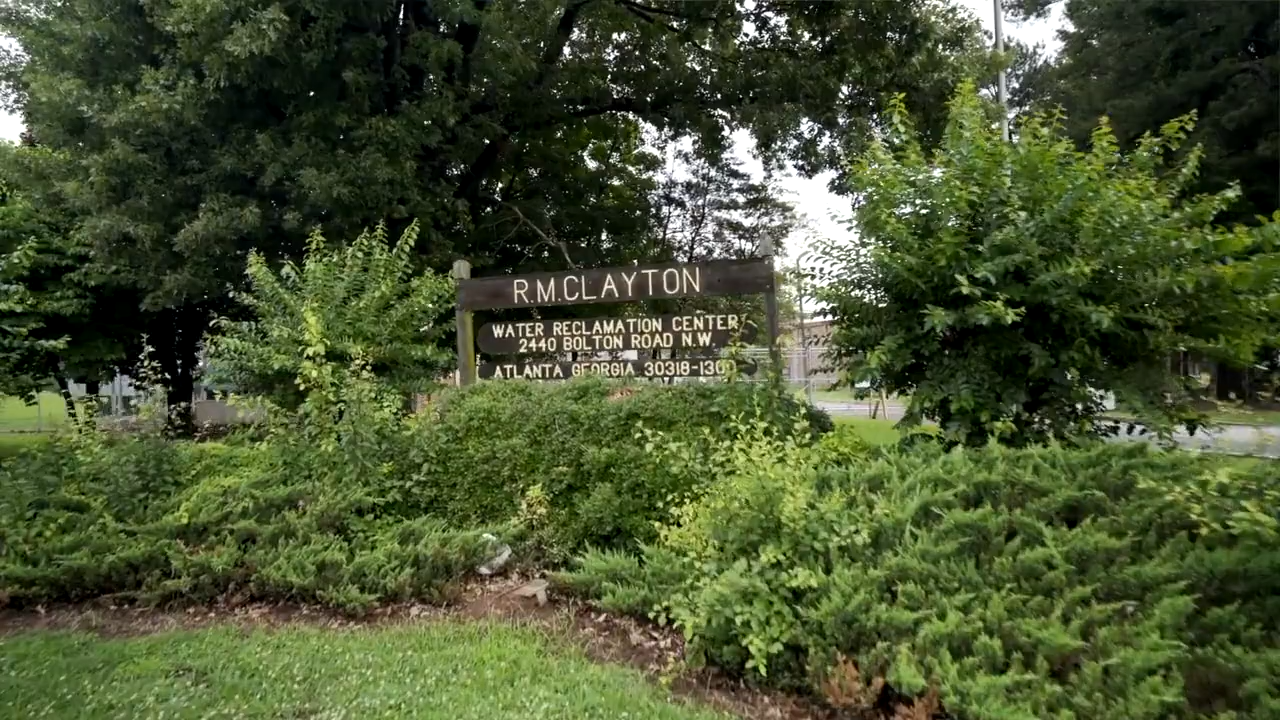 R.M.CLAYTON
WATER RECLAMATION CENTER
2440 BOLTON ROAD N.W.
ATLANTA GEORGIA 30318-1300